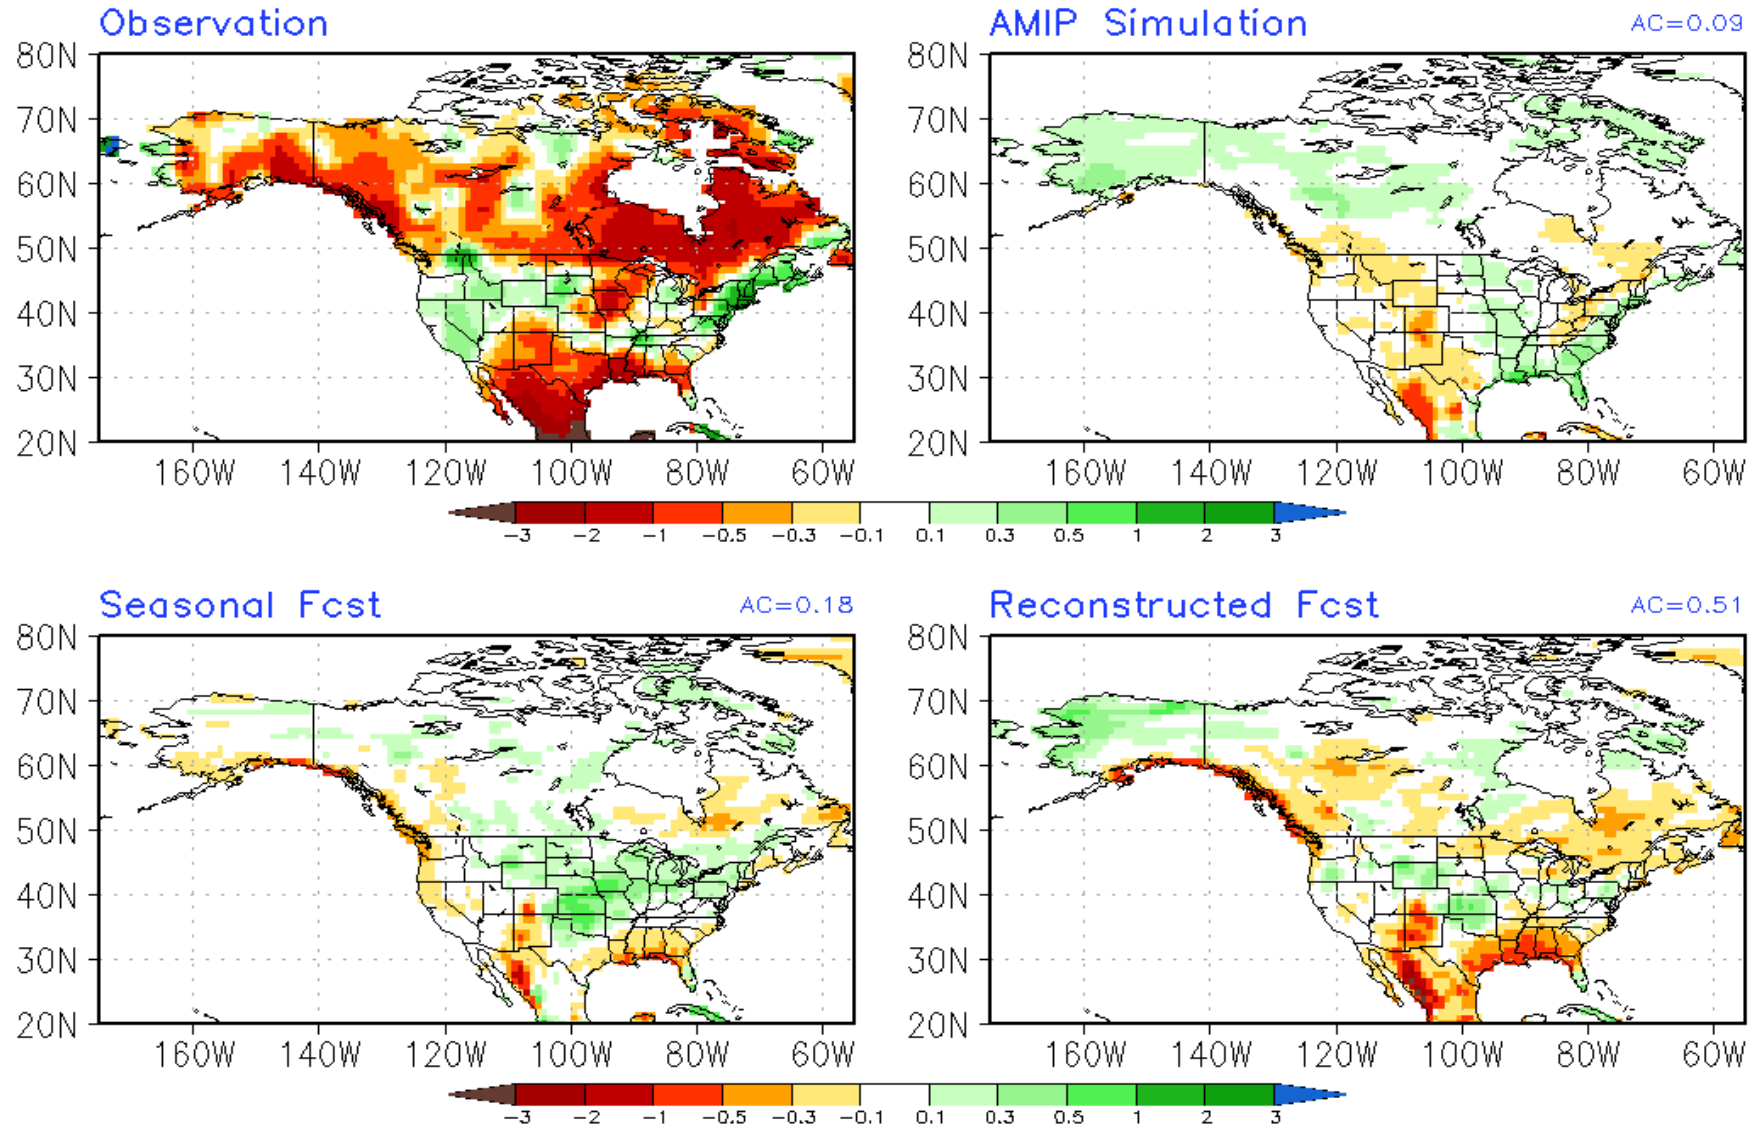 Observation
AMIP Simulation AC=0.09
80N
70N
60N
50N
40N
30N
20N
160W 140W 120W 100W 80W 60W
80N
70N
60N
50N
40N
30N
20N
160W 140W 120W 100W 80W 60W
-3 -2 -1 -0.5 -0.3 -0.1 0.1 0.3 0.5 1 2 3
Seasonal Fcst AC=0.18
Reconstructed Fcst AC=0.51
80N
70N
60N
50N
40N
30N
20N
160W 140W 120W 100W 80W 60W
80N
70N
60N
50N
40N
30N
20N
160W 140W 120W 100W 80W 60W
-3 -2 -1 -0.5 -0.3 -0.1 0.1 0.3 0.5 1 2 3